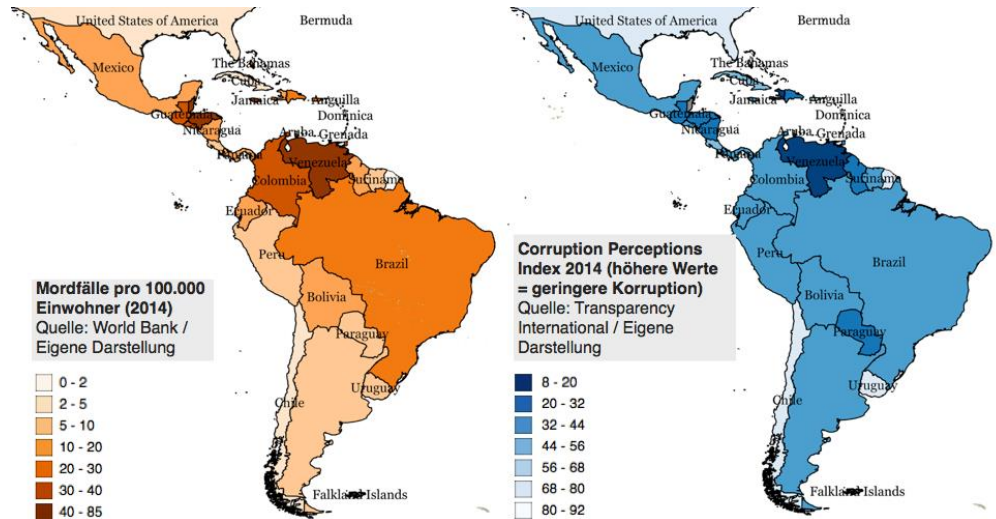 United States of America
Bermuda
Mexico
The Bahamas
Cuba
Jamaica
Anguilla
Guatemala
Dominica
Nicaragua
Aruba
Grenada
Panama
Venezuela
Colombia
Suriname
Ecuador
Peru
Brazil
Bolivia
Paraguay
Uruguay
Chile
Falkland Islands
Mordfälle pro 100.000
Einwohner (2014)
Quelle: World Bank /
Eigene Darstellung
0 - 2
2 - 5
5 - 10
10 - 20
20 - 30
30 - 40
40 - 85
United States of America
Bermuda
Mexico
The Bahamas
Cuba
Jamaica
Anguilla
Guatemala
Dominica
Nicaragua
Aruba
Grenada
Panama
Venezuela
Colombia
Suriname
Ecuador
Peru
Brazil
Bolivia
Paraguay
Uruguay
Chile
Falkland Islands
Corruption Perceptions
Index 2014 (höhere Werte
= geringere Korruption)
Quelle: Transparency
International / Eigene
Darstellung
8 - 20
20 - 32
32 - 44
44 - 56
56 - 68
68 - 80
80 - 92